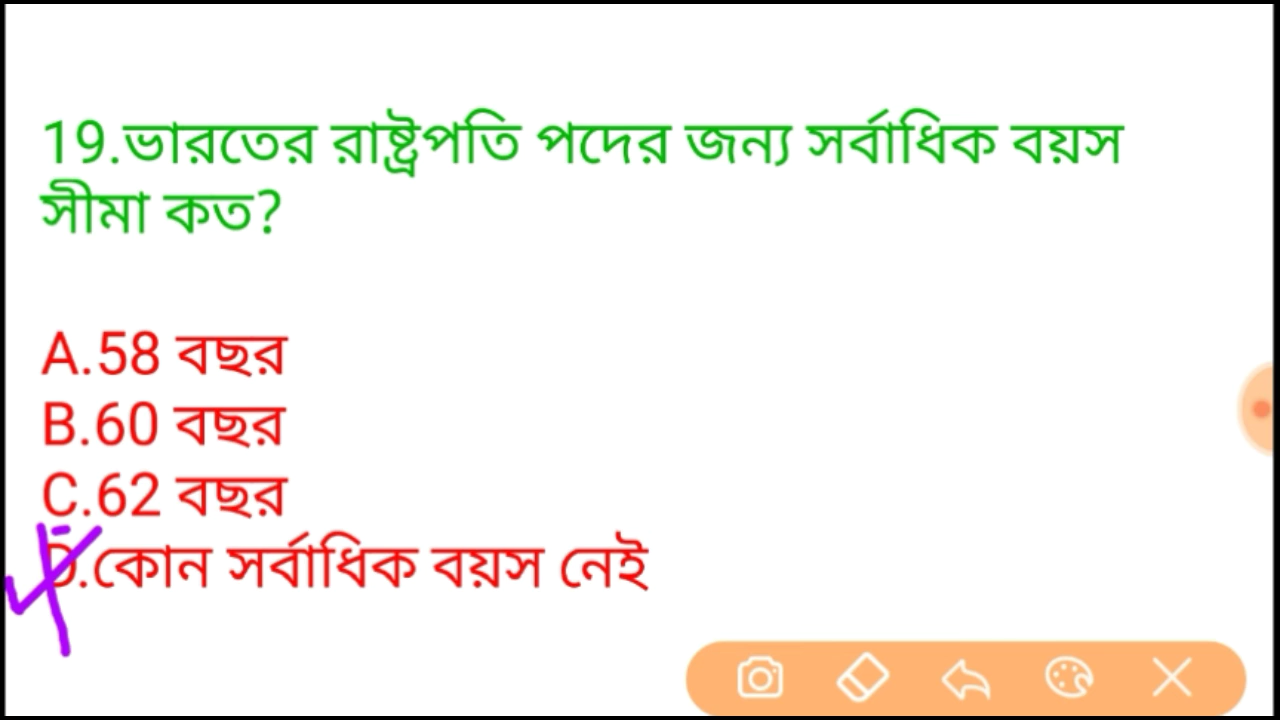 19.ভারতের রাষ্ট্রপতি পদের জন্য সর্বাধিক বয়স
সীমা কত?
A.58 বছর
B.60 বছর
C.62 বছর
D.কোন সর্বাধিক বয়স নেই